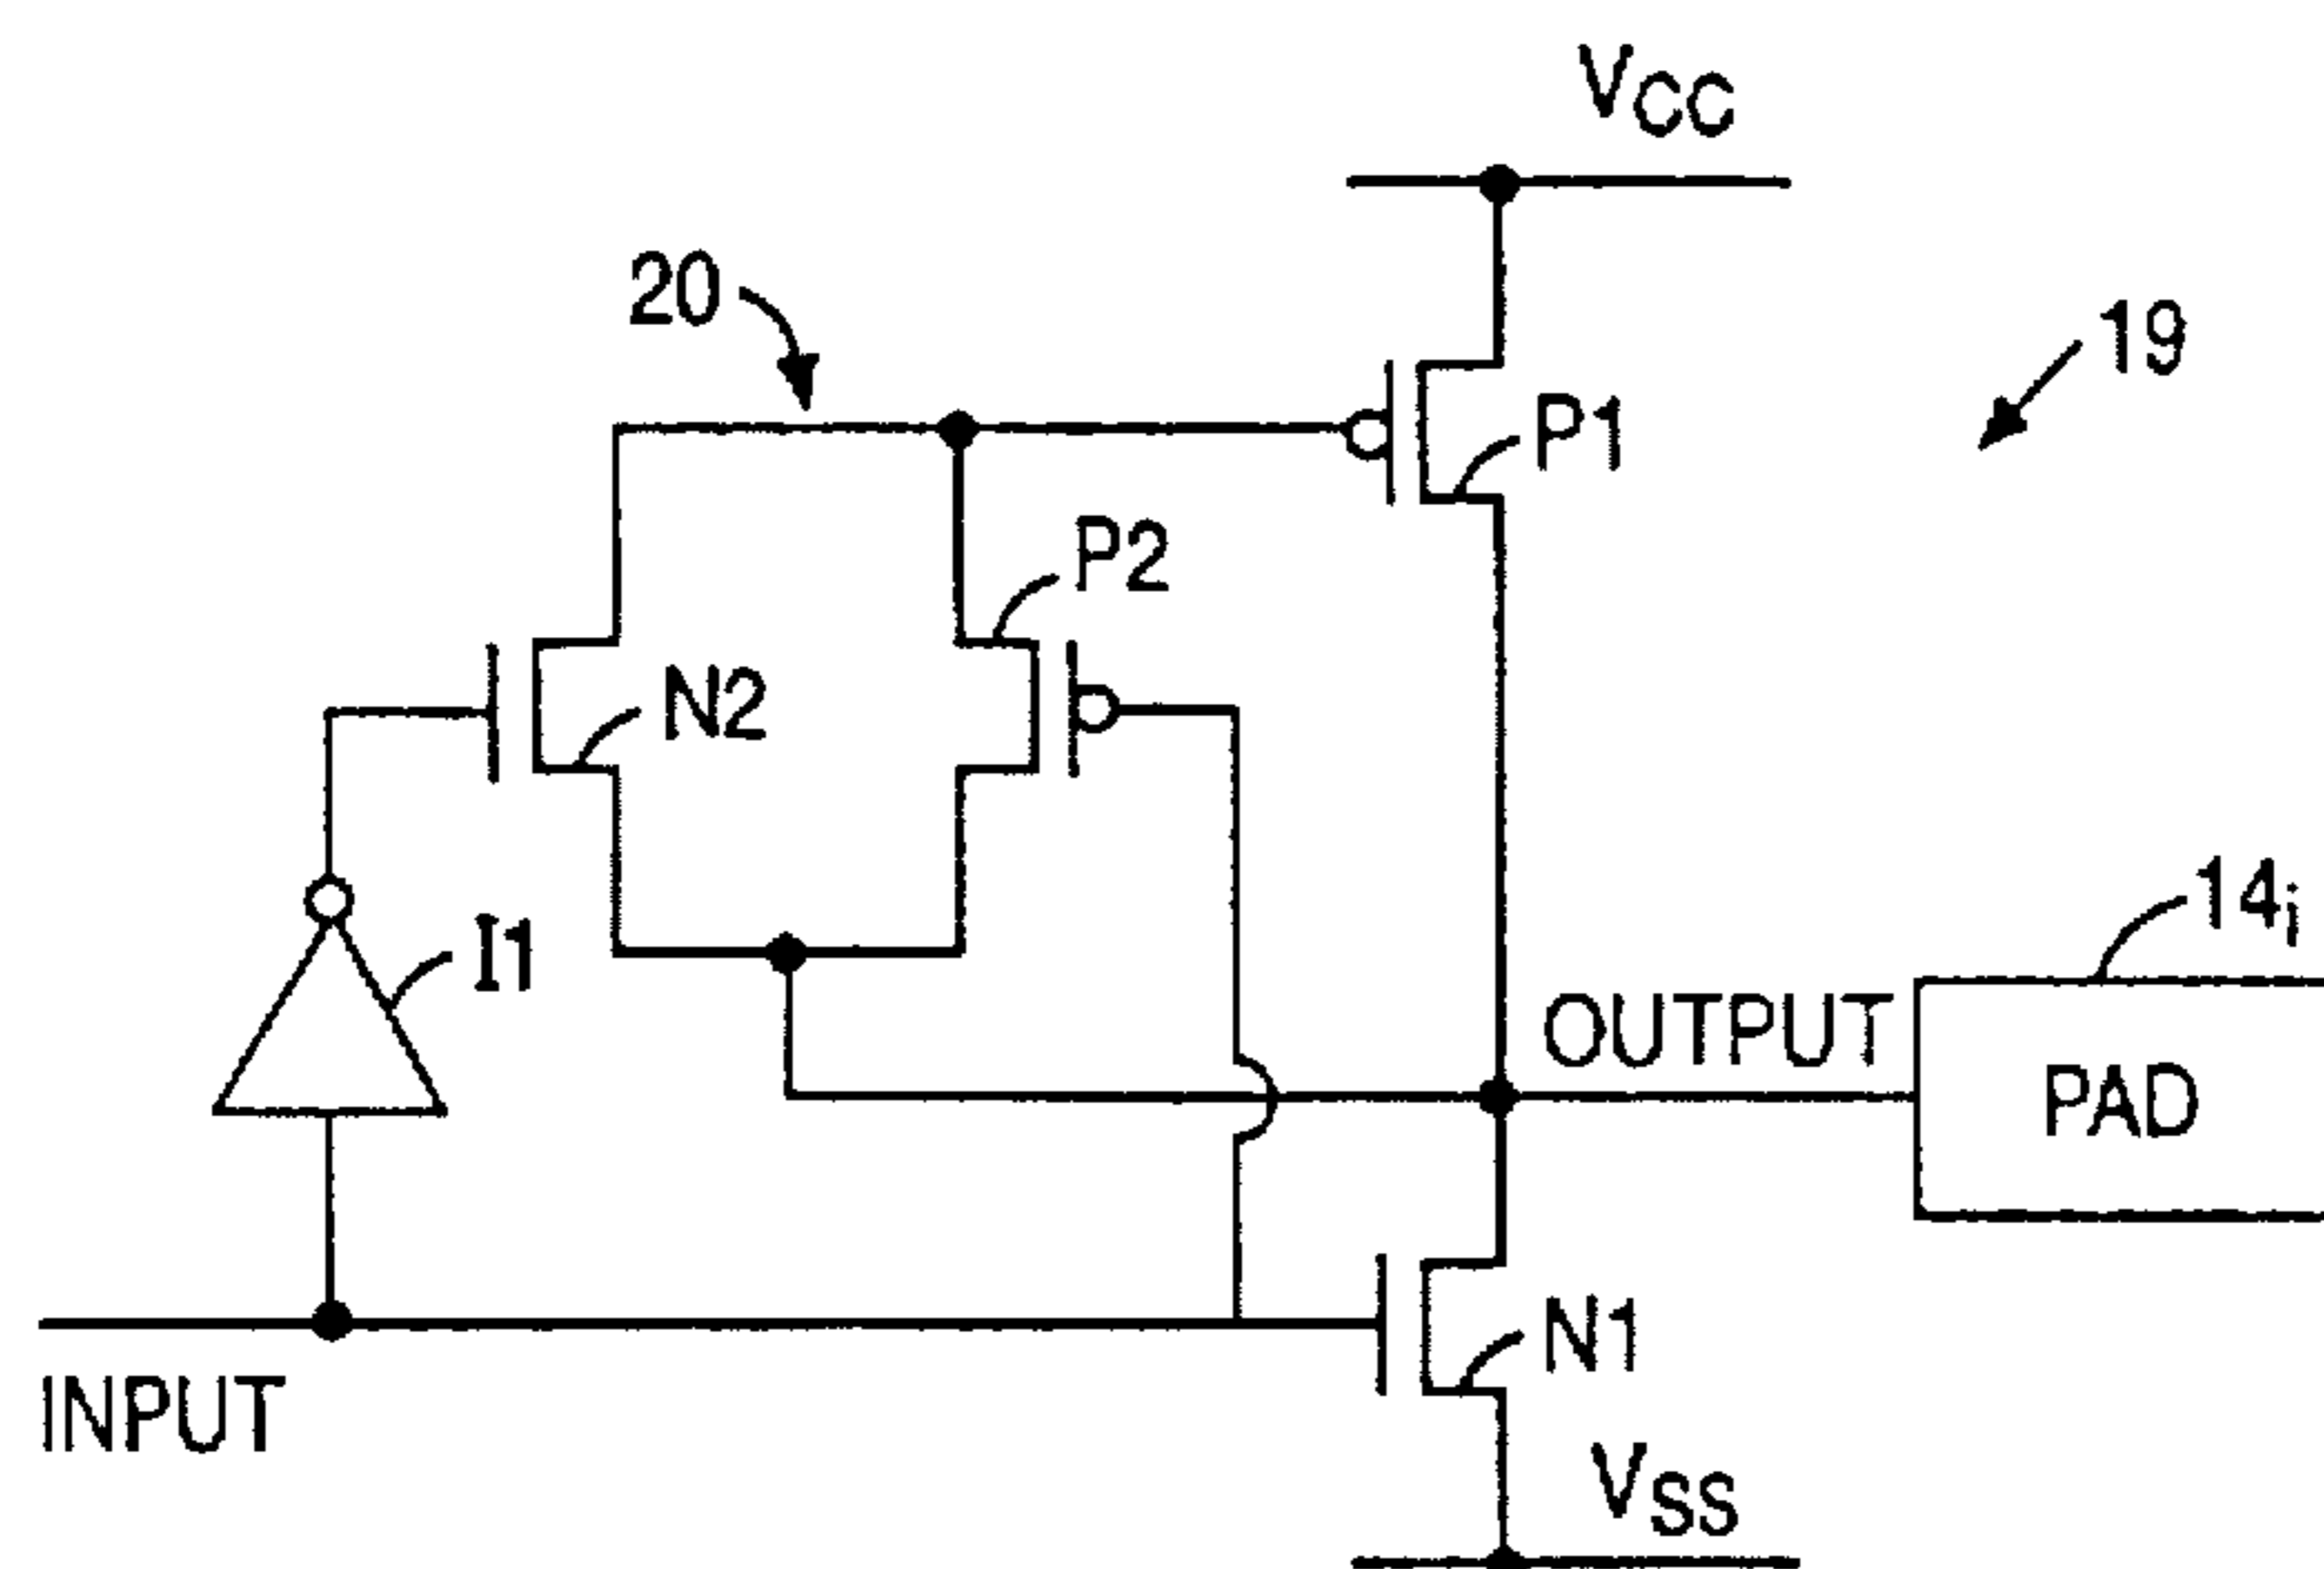 VCC
20
19
P1
P2
N2
14i
I1
OUTPUT
PAD
N1
INPUT
VSS